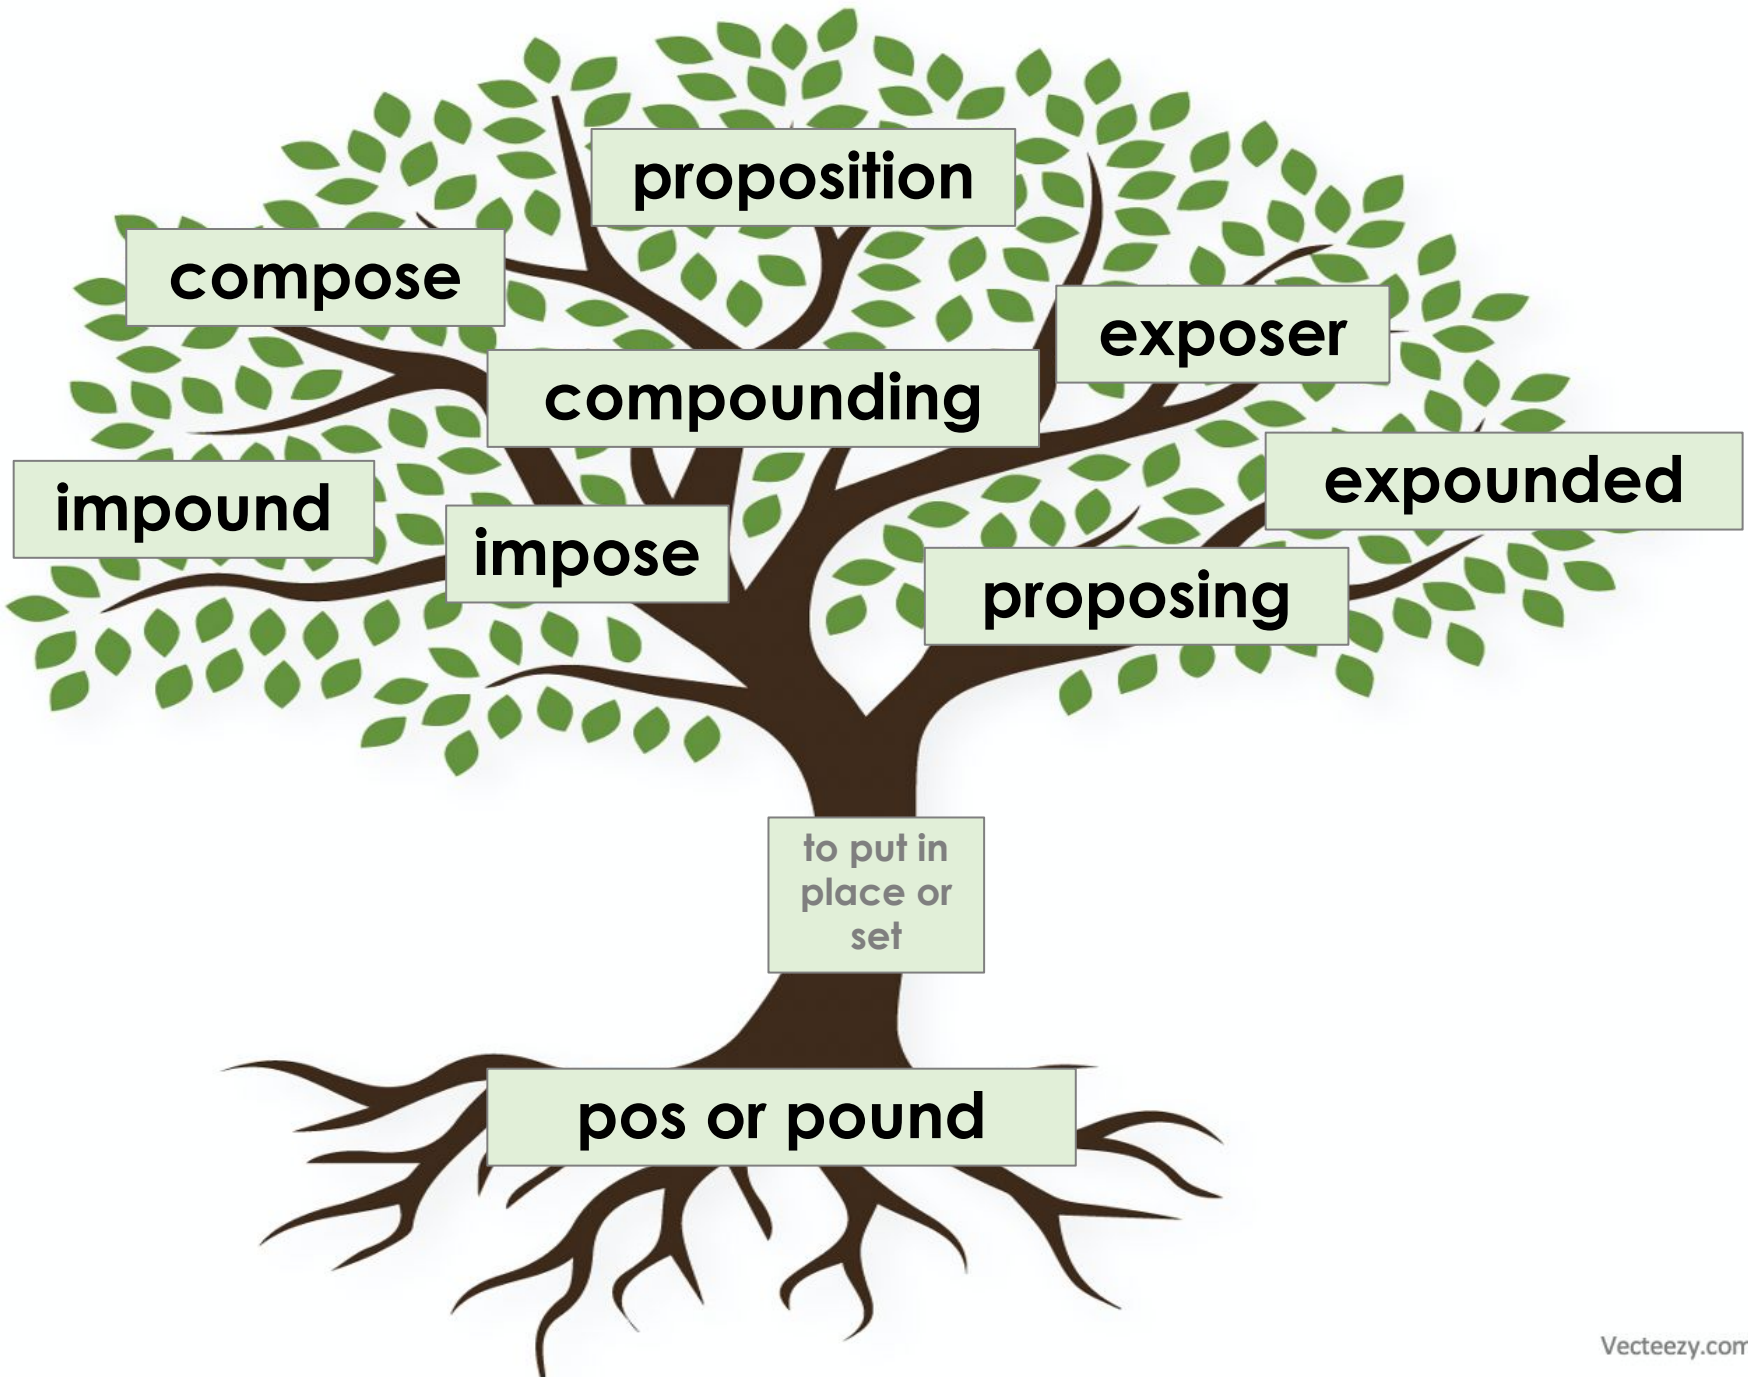 proposition
compose
exposer
compounding
expounded
impound
impose
proposing
to put in
place or
set
pos or pound
Vecteezy.com